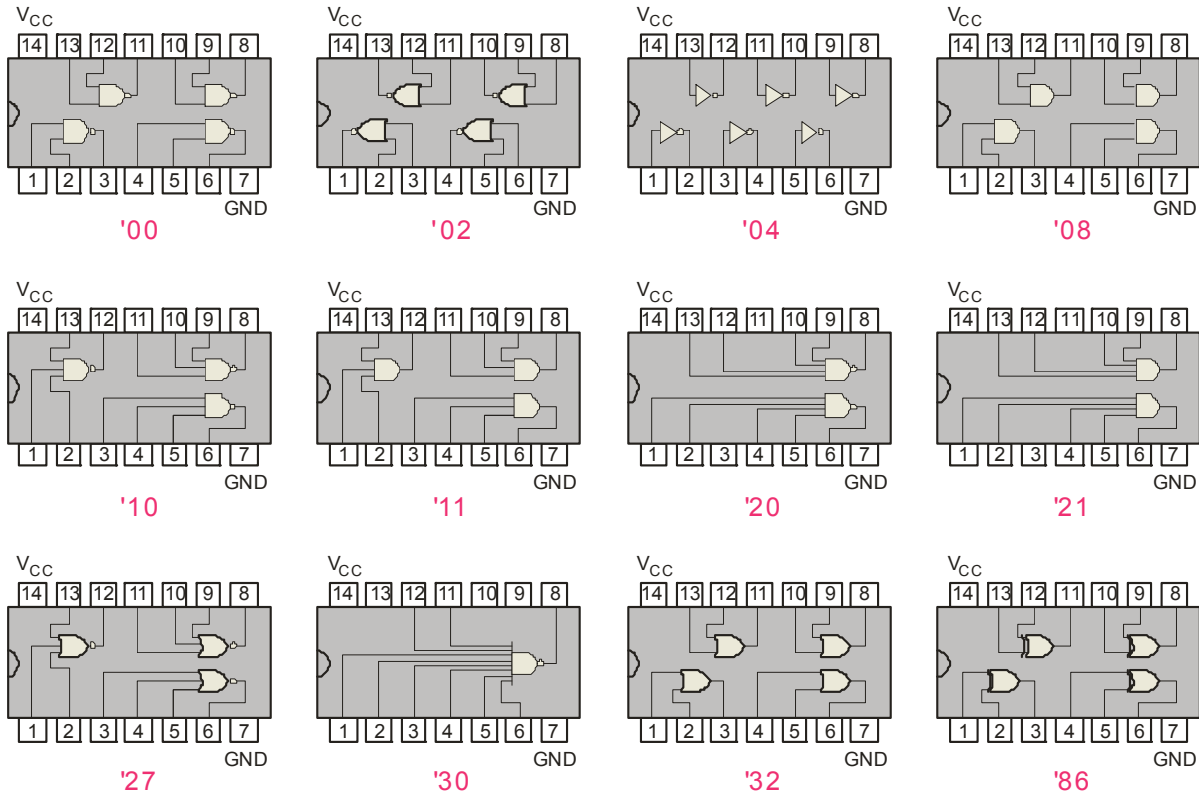 VCC VCC VCC VCC
14 13 12 11 10 9 8 14 13 12 11 10 9 8 14 13 12 11 10 9 8 14 13 12 11 10 9 8
1 2 3 4 5 6 7 1 2 3 4 5 6 7 1 2 3 4 5 6 7 1 2 3 4 5 6 7
GND GND GND GND
'00 '02 '04 '08
VCC VCC VCC VCC
14 13 12 11 10 9 8 14 13 12 11 10 9 8 14 13 12 11 10 9 8 14 13 12 11 10 9 8
1 2 3 4 5 6 7 1 2 3 4 5 6 7 1 2 3 4 5 6 7 1 2 3 4 5 6 7
GND GND GND GND
'10 '11 '20 '21
VCC VCC VCC VCC
14 13 12 11 10 9 8 14 13 12 11 10 9 8 14 13 12 11 10 9 8 14 13 12 11 10 9 8
1 2 3 4 5 6 7 1 2 3 4 5 6 7 1 2 3 4 5 6 7 1 2 3 4 5 6 7
GND GND GND GND
'27 '30 '32 '86